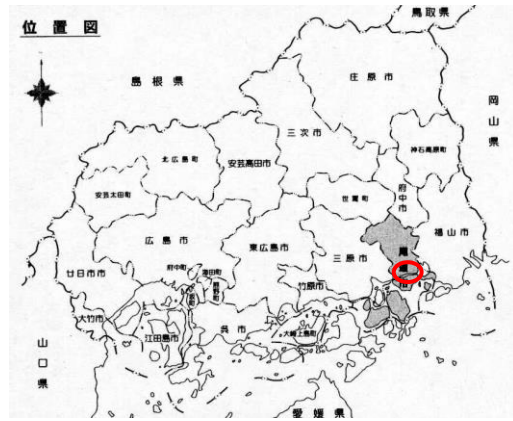 位置図
鳥取県
島根県
庄原市
岡山県
三次市
北広島町
安芸高田市
神石高原町
安芸太田町
世羅町
府中市
広島市
東広島市
三原市
尾道市
福山市
府中町
海田町
熊野町
廿日市市
竹原市
大竹市
江田島市
呉市
大崎上島町
山口県
愛媛県